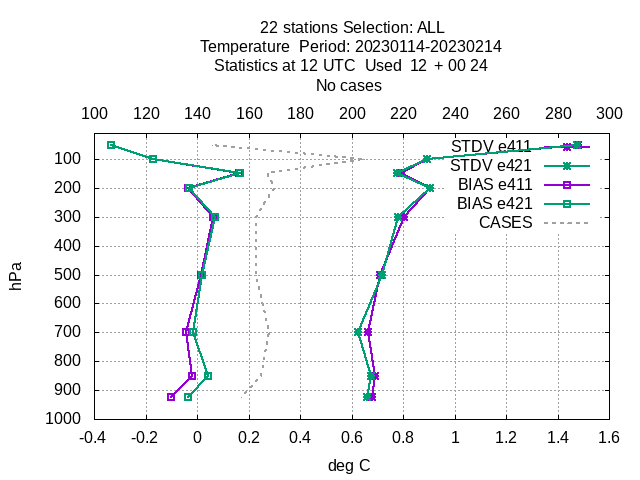 22 stations Selection: ALL
Temperature  Period: 20230114-20230214
Statistics at 12 UTC  Used  12  + 00 24
No cases
100 120 140 160 180 200 220 240 260 280 300
STDV e411
STDV e421
BIAS e411
BIAS e421
CASES
100
200
300
400
500
600
700
800
900
1000
hPa
-0.4 -0.2 0 0.2 0.4 0.6 0.8 1 1.2 1.4 1.6
deg C